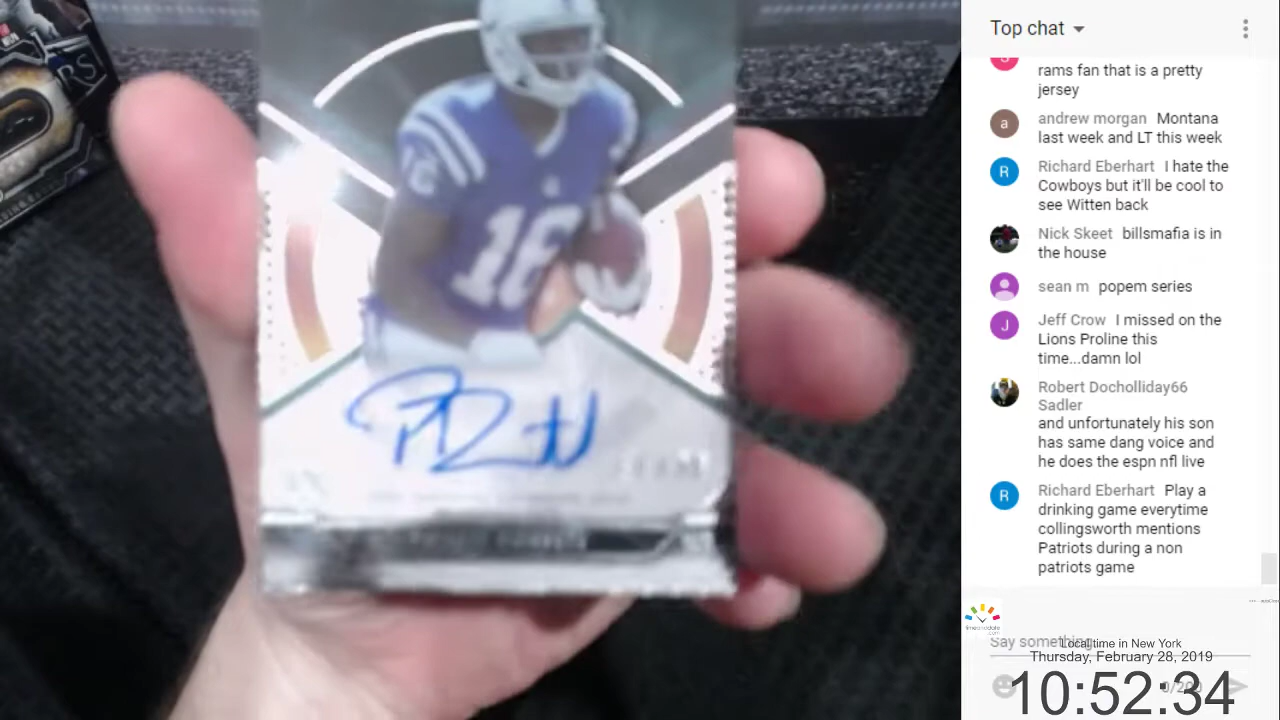 18
Top chat
rams fan that is a pretty
jersey
andrew morgan Montana
last week and LT this week
Richard Eberhart I hate the
Cowboys but it'll be cool to
see Witten back
Nick Skeet billsmafia is in
the house
sean m popem series
Jeff Crow I missed on the
Lions Proline this
time...damn lol
Robert Docholliday66
Sadler
and unfortunately his son
has same dang voice and
he does the espn nfl live
Richard Eberhart Play a
drinking game everytime
collingsworth mentions
Patriots during a non
patriots game
Say something...
Local time in New York
Thursday, February 28, 2019
10:52:34